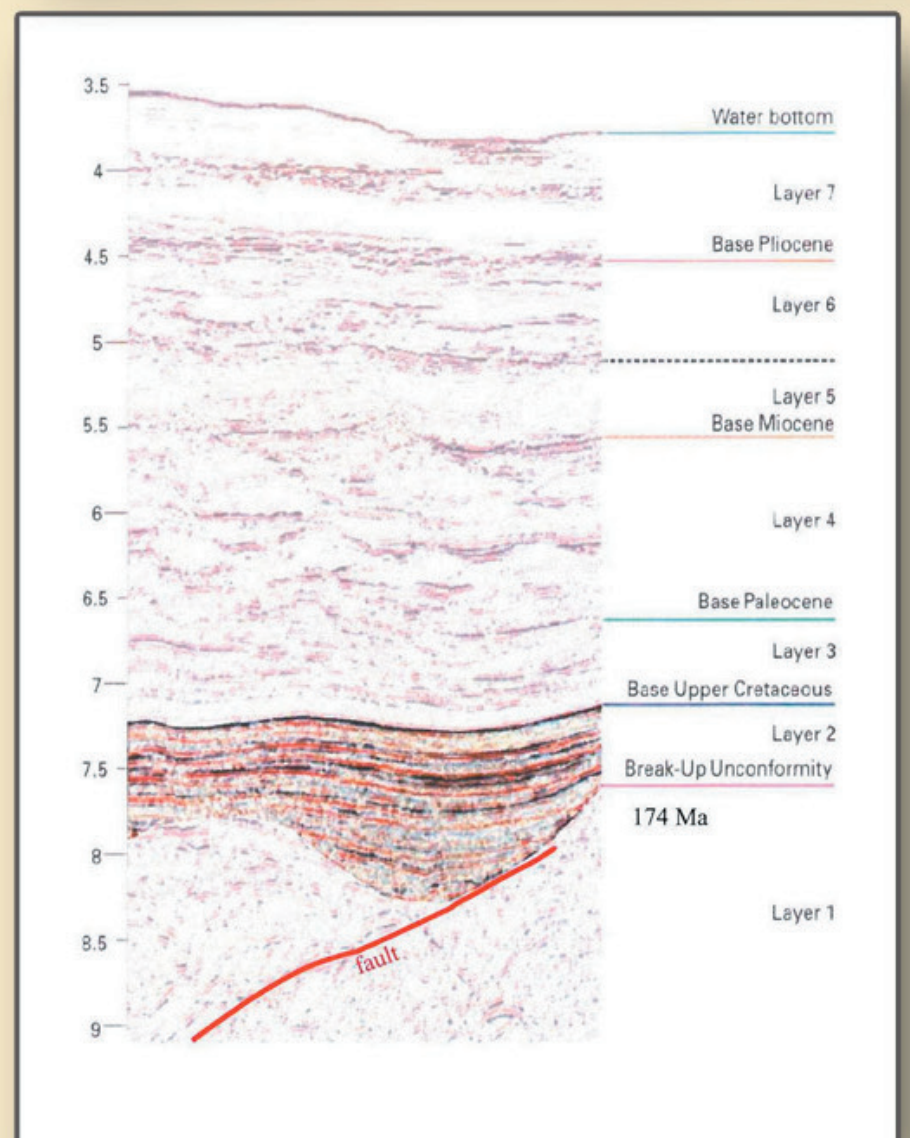 3.5
Water bottom
4
Layer 7
Base Pliocene
4.5
Layer 6
5
Layer 5
Base Miocene
5.5
6
Layer 4
6.5
Base Paleocene
Layer 3
7
Base Upper Cretaceous
Layer 2
7.5
Break-Up Unconformity
174 Ma
8
Layer 1
8.5
fault
9